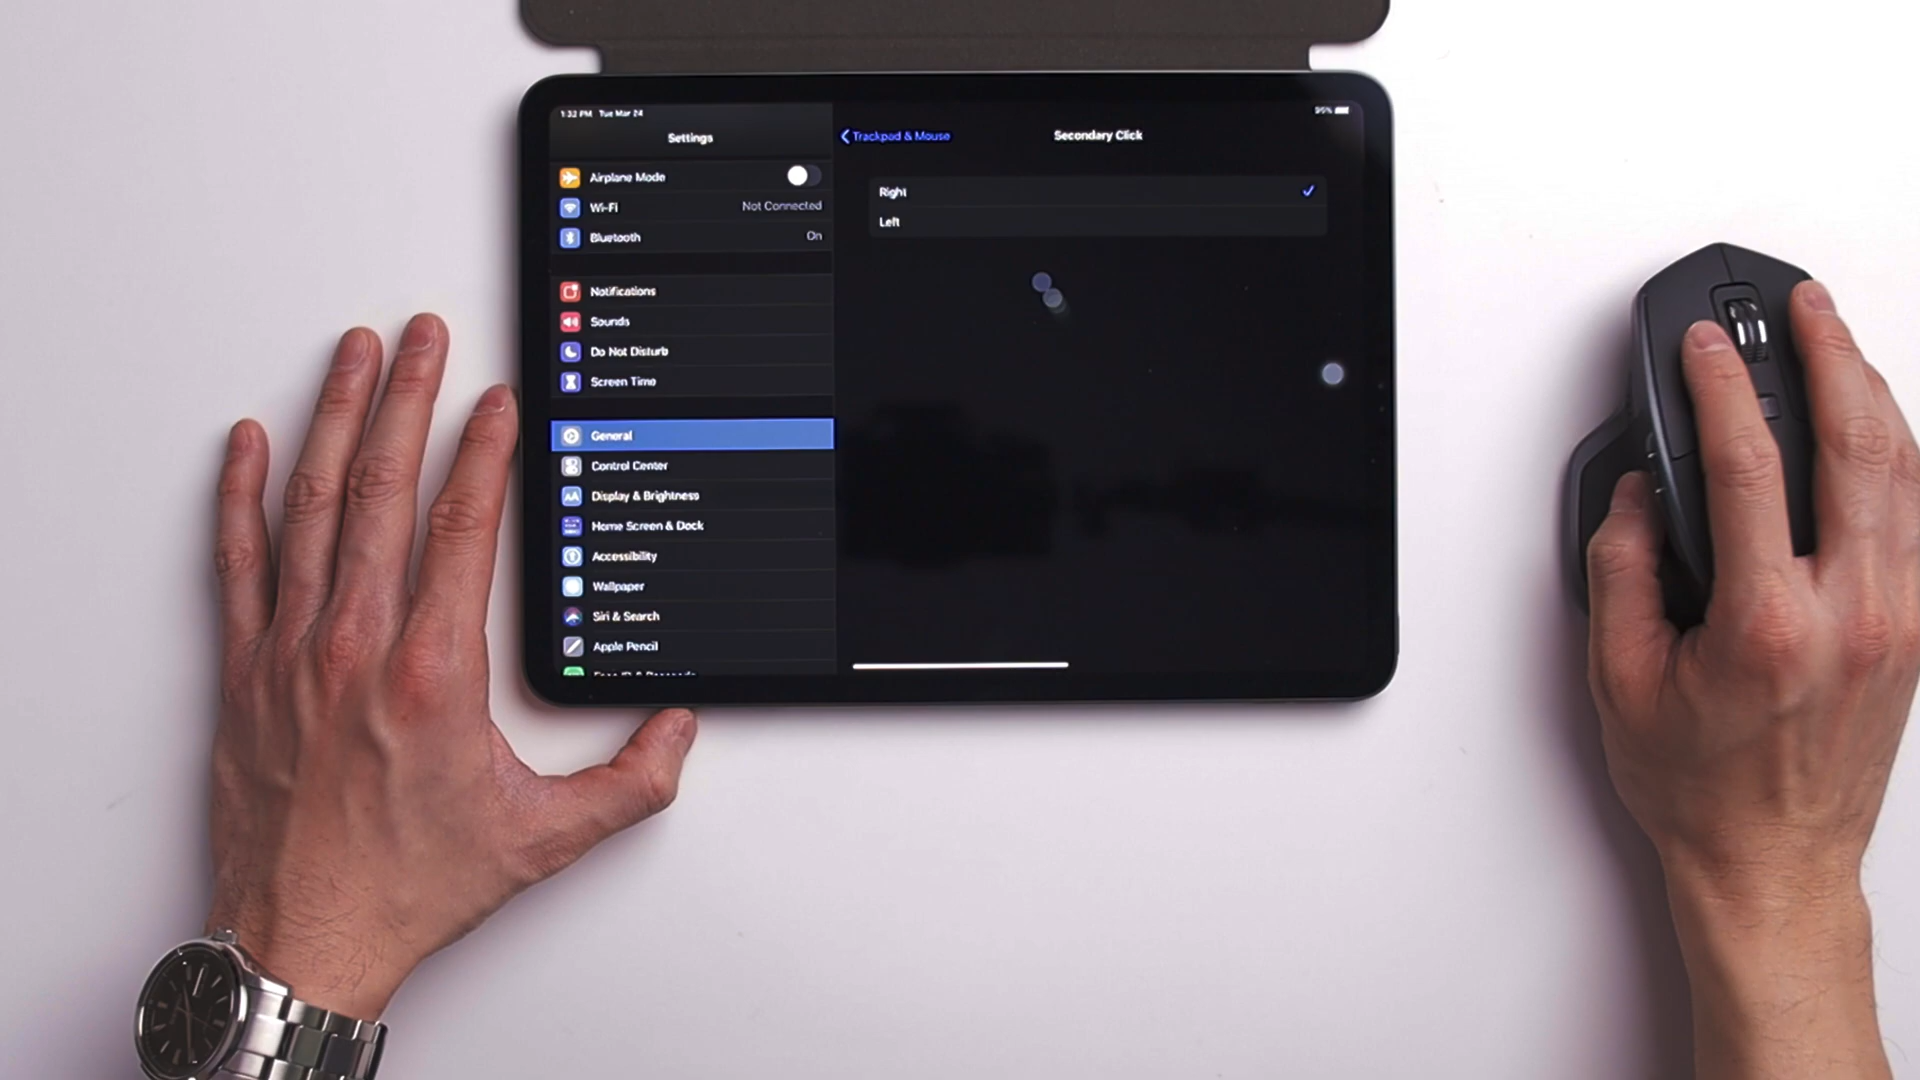 1:32 PM Tue Mar 24
95%
Settings
Airplane Mode
Wi-Fi Not Connected
Bluetooth On
Notifications
Sounds
Do Not Disturb
Screen Time
General
Control Center
AA Display & Brightness
Home Screen & Dock
Accessibility
Wallpaper
Siri & Search
Apple Pencil
Trackpad & Mouse
Secondary Click
Right
Left